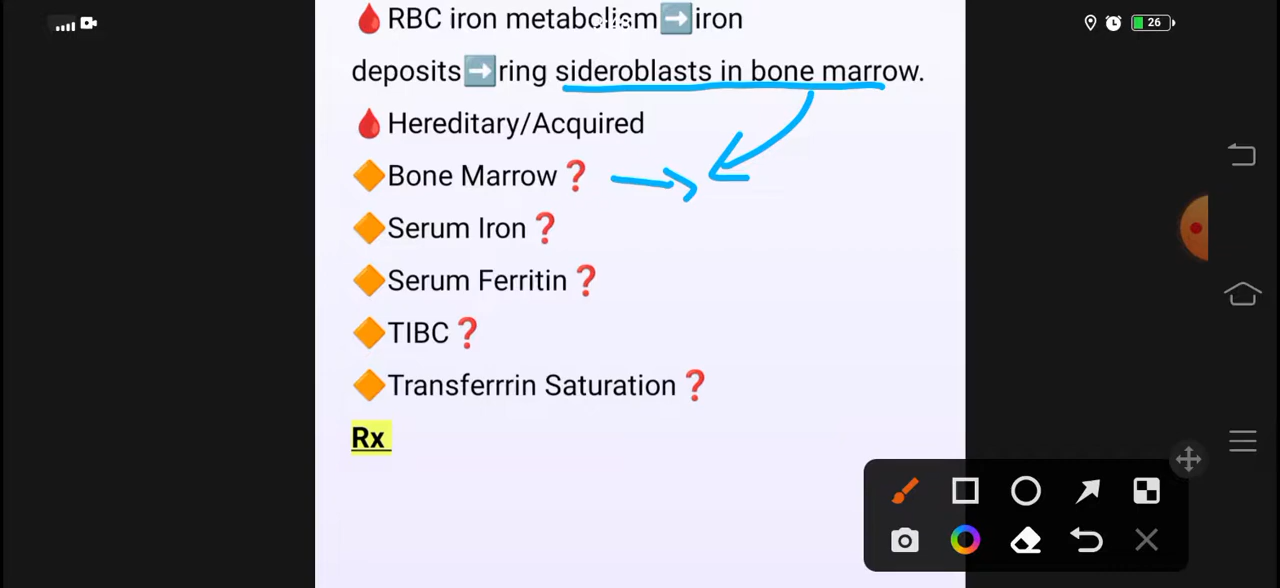 🩸RBC iron metabolism➡️iron
deposits➡️ring sideroblasts in bone marrow.
🩸Hereditary/Acquired
🔶Bone Marrow❓
🔶Serum Iron❓
🔶Serum Ferritin❓
🔶TIBC❓
🔶Transferrrin Saturation❓
Rx
26